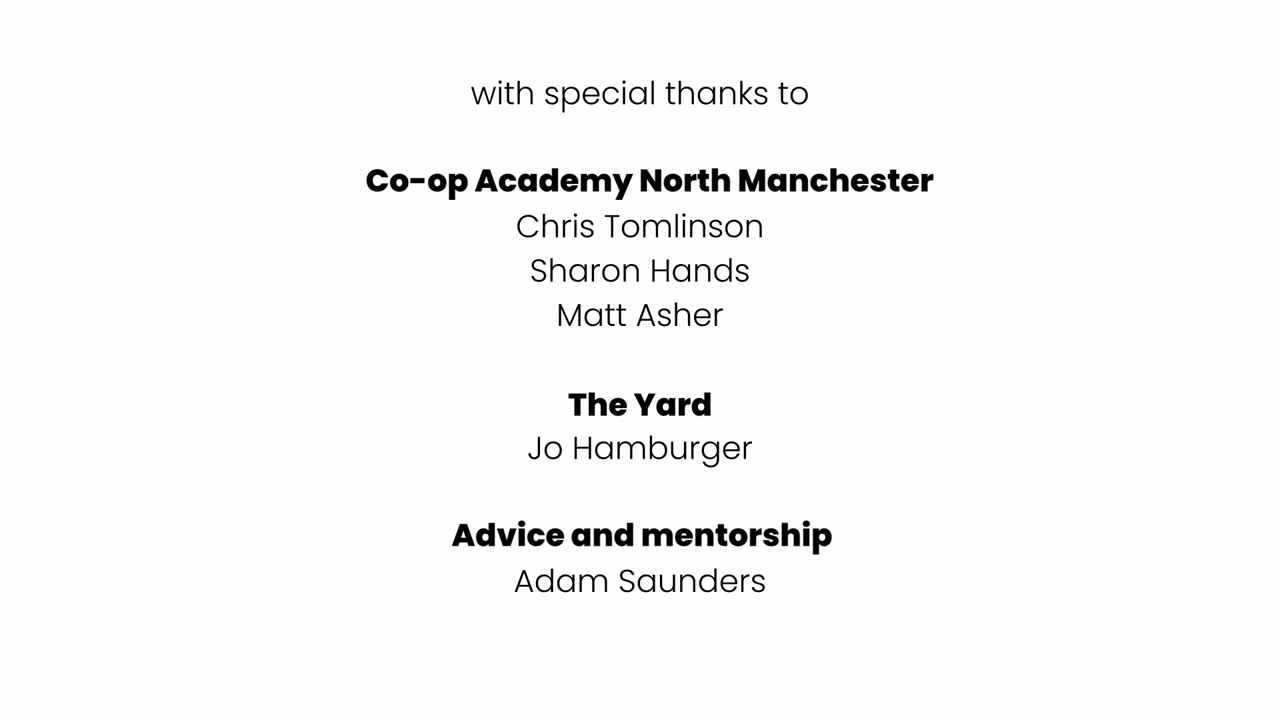 with special thanks to
Co-op Academy North Manchester
Chris Tomlinson
Sharon Hands
Matt Asher
The Yard
Jo Hamburger
Advice and mentorship
Adam Saunders